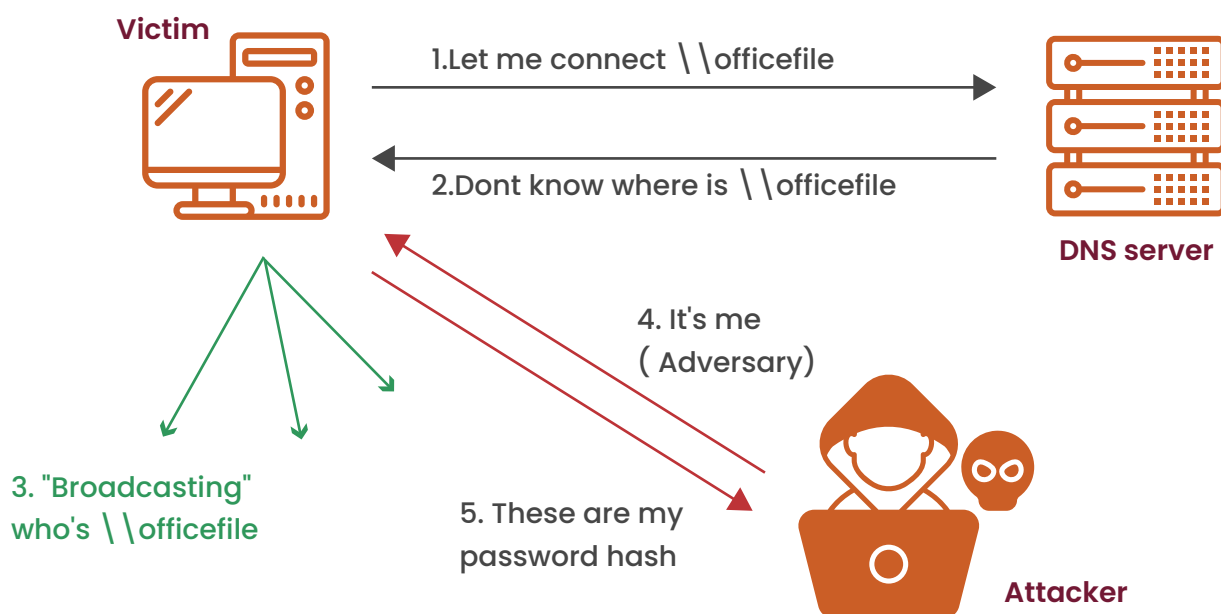 Victim
1.Let me connect \\officefile
2.Dont know where is \\officefile
DNS server
4. It's me
( Adversary)
3. "Broadcasting"
who's \\officefile
5. These are my
password hash
Attacker